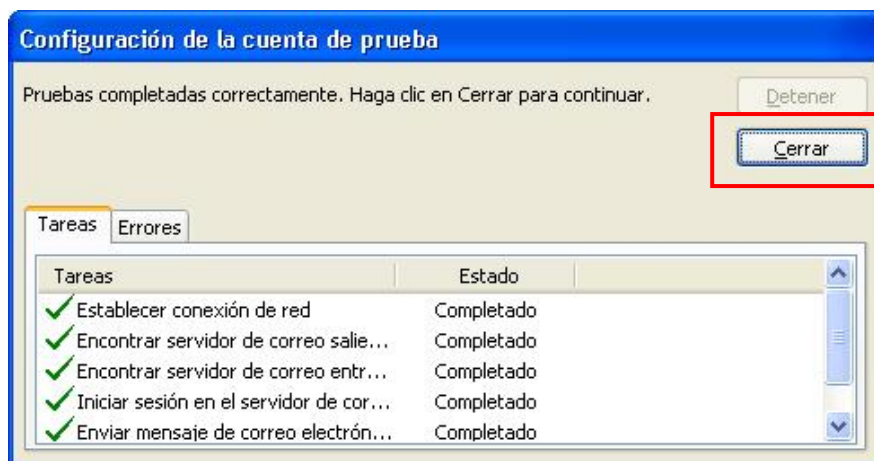 Configuración de la cuenta de prueba
Pruebas completadas correctamente. Haga clic en Cerrar para continuar.
Detener
Cerrar
Tareas Errores
Tareas Estado
Establecer conexión de red Completado
Encontrar servidor de correo salie... Completado
Encontrar servidor de correo entr... Completado
Iniciar sesión en el servidor de cor... Completado
Enviar mensaje de correo electrón... Completado